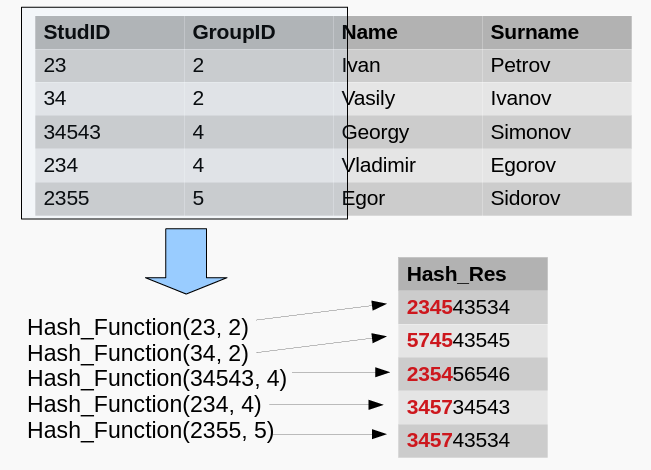 StudID GroupID Name Surname
23 2 Ivan Petrov
34 2 Vasily Ivanov
34543 4 Georgy Simonov
234 4 Vladimir Egorov
2355 5 Egor Sidorov
Hash_Res
Hash_Function(23, 2) 234543534
Hash_Function(34, 2) 574543545
Hash_Function(34543, 4) 235456546
Hash_Function(234, 4) 345734543
Hash_Function(2355, 5) 345743534